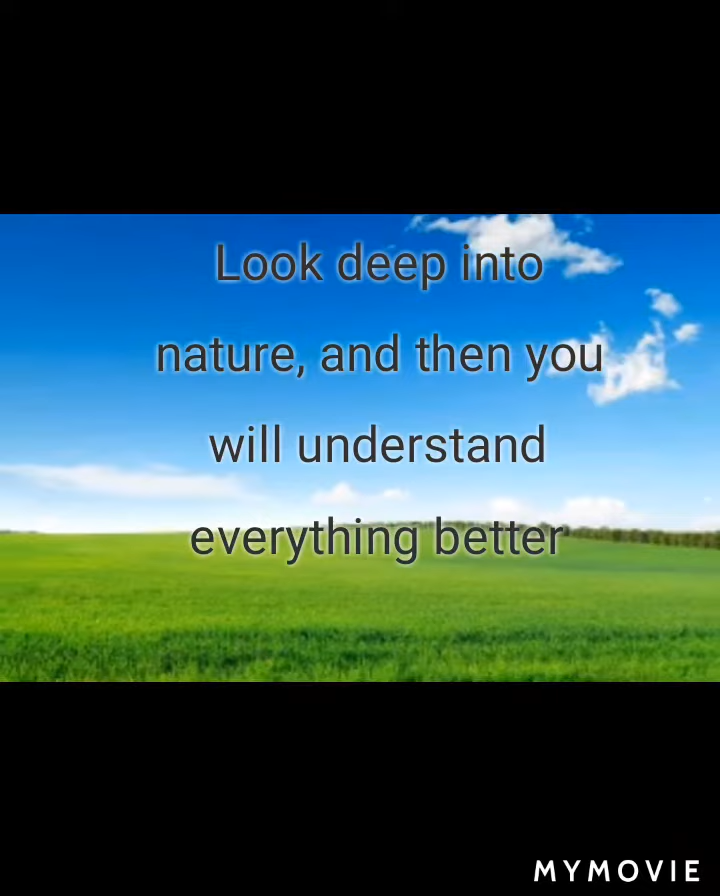 Look deep into
nature, and then you
will understand
everything better
MYMOVIE